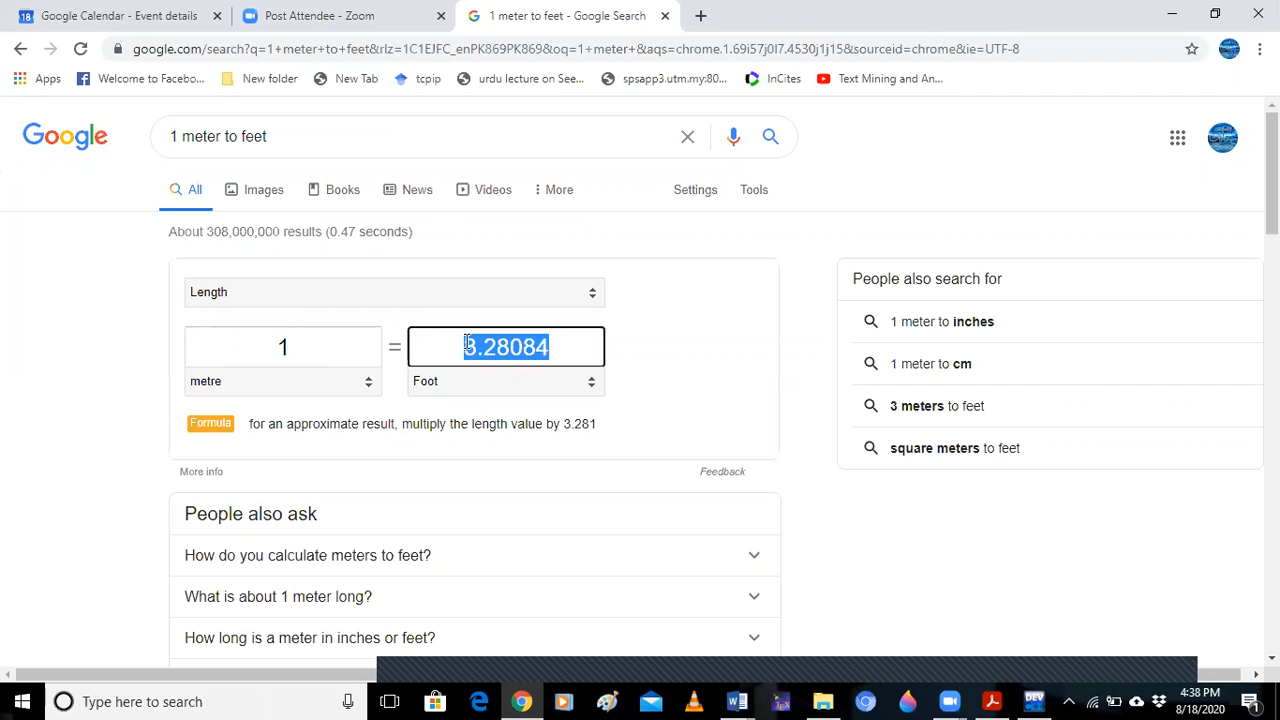 Google Calendar - Event details
Post Attendee - Zoom
1 meter to feet - Google Search
google.com/search?q=1+meter+to+feet&rlz=1C1EJFC_enPK869PK869&oq=1+meter+&aqs=chrome.1.69i57j0l7.4530j1j15&sourceid=chrome&ie=UTF-8
Apps
Welcome to Facebo...
New folder
New Tab
tcpip
urdu lecture on See...
spsapp3.utm.my:80...
InCites
Text Mining and An...
Google
1 meter to feet
All
Images
Books
News
Videos
More
Settings
Tools
About 308,000,000 results (0.47 seconds)
Length
1 = 3.28084
metre
Foot
Formula for an approximate result, multiply the length value by 3.281
More info
Feedback
People also ask
How do you calculate meters to feet?
What is about 1 meter long?
How long is a meter in inches or feet?
People also search for
1 meter to inches
1 meter to cm
3 meters to feet
square meters to feet
Type here to search
DEV
4:38 PM
8/18/2020